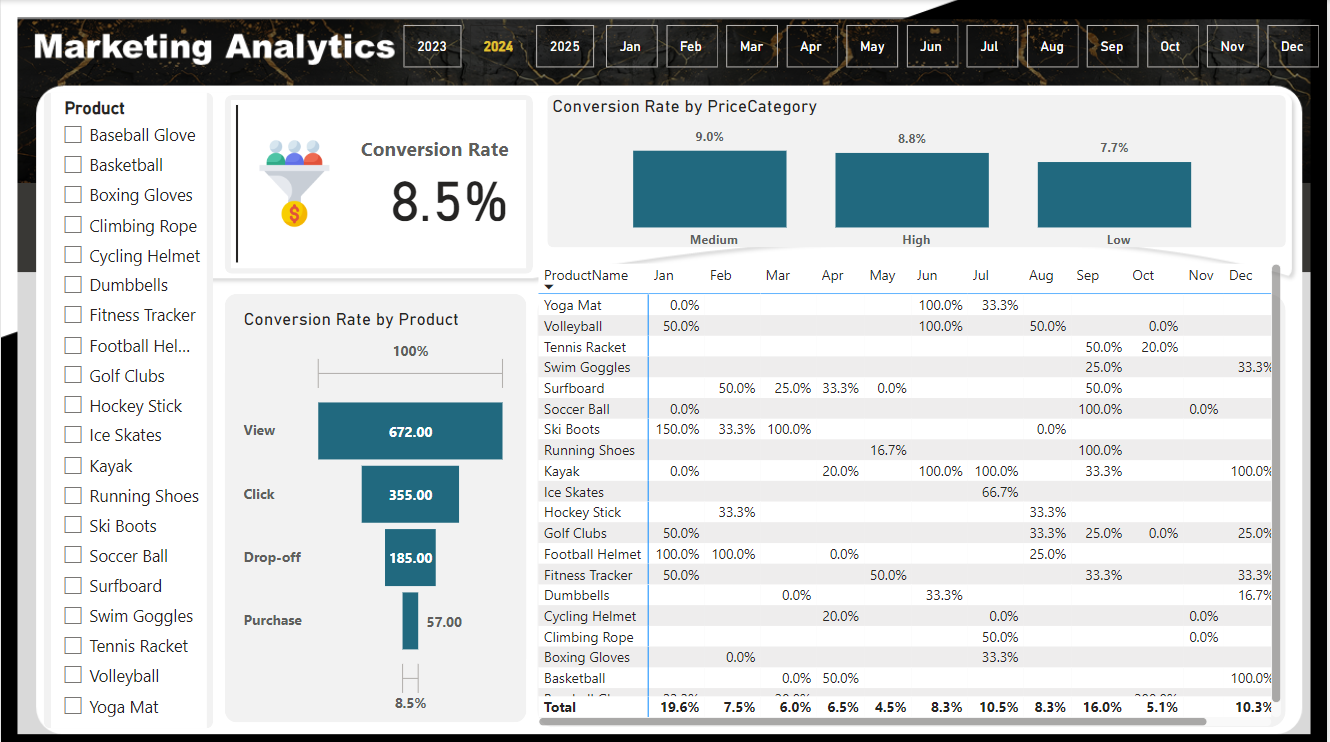 Marketing Analytics 2023 2024 2025 Jan Feb Mar Apr May Jun Jul Aug Sep Oct Nov Dec
Product
Baseball Glove
Basketball
Boxing Gloves
Climbing Rope
Cycling Helmet
Dumbbells
Fitness Tracker
Football Hel...
Golf Clubs
Hockey Stick
Ice Skates
Kayak
Running Shoes
Ski Boots
Soccer Ball
Surfboard
Swim Goggles
Tennis Racket
Volleyball
Yoga Mat
Conversion Rate
$
8.5%
Conversion Rate by PriceCategory
9.0% 8.8% 7.7%
Medium High Low
Conversion Rate by Product
100%
View 672.00
Click 355.00
Drop-off 185.00
Purchase 57.00
8.5%
ProductName Jan Feb Mar Apr May Jun Jul Aug Sep Oct Nov Dec
Yoga Mat 0.0% 100.0% 33.3%
Volleyball 50.0% 100.0% 50.0% 0.0%
Tennis Racket 50.0% 20.0%
Swim Goggles 25.0% 33.3%
Surfboard 50.0% 25.0% 33.3% 0.0% 50.0%
Soccer Ball 0.0% 100.0% 0.0%
Ski Boots 150.0% 33.3% 100.0% 0.0%
Running Shoes 16.7% 100.0%
Kayak 0.0% 20.0% 100.0% 100.0% 33.3% 100.0%
Ice Skates 66.7%
Hockey Stick 33.3% 33.3%
Golf Clubs 50.0% 33.3% 25.0% 0.0% 25.0%
Football Helmet 100.0% 100.0% 0.0% 25.0%
Fitness Tracker 50.0% 50.0% 33.3% 33.3%
Dumbbells 0.0% 33.3% 16.7%
Cycling Helmet 20.0% 0.0% 0.0%
Climbing Rope 50.0% 0.0%
Boxing Gloves 0.0% 33.3%
Basketball 0.0% 50.0% 100.0%
Total 19.6% 7.5% 6.0% 6.5% 4.5% 8.3% 10.5% 8.3% 16.0% 5.1% 10.3%